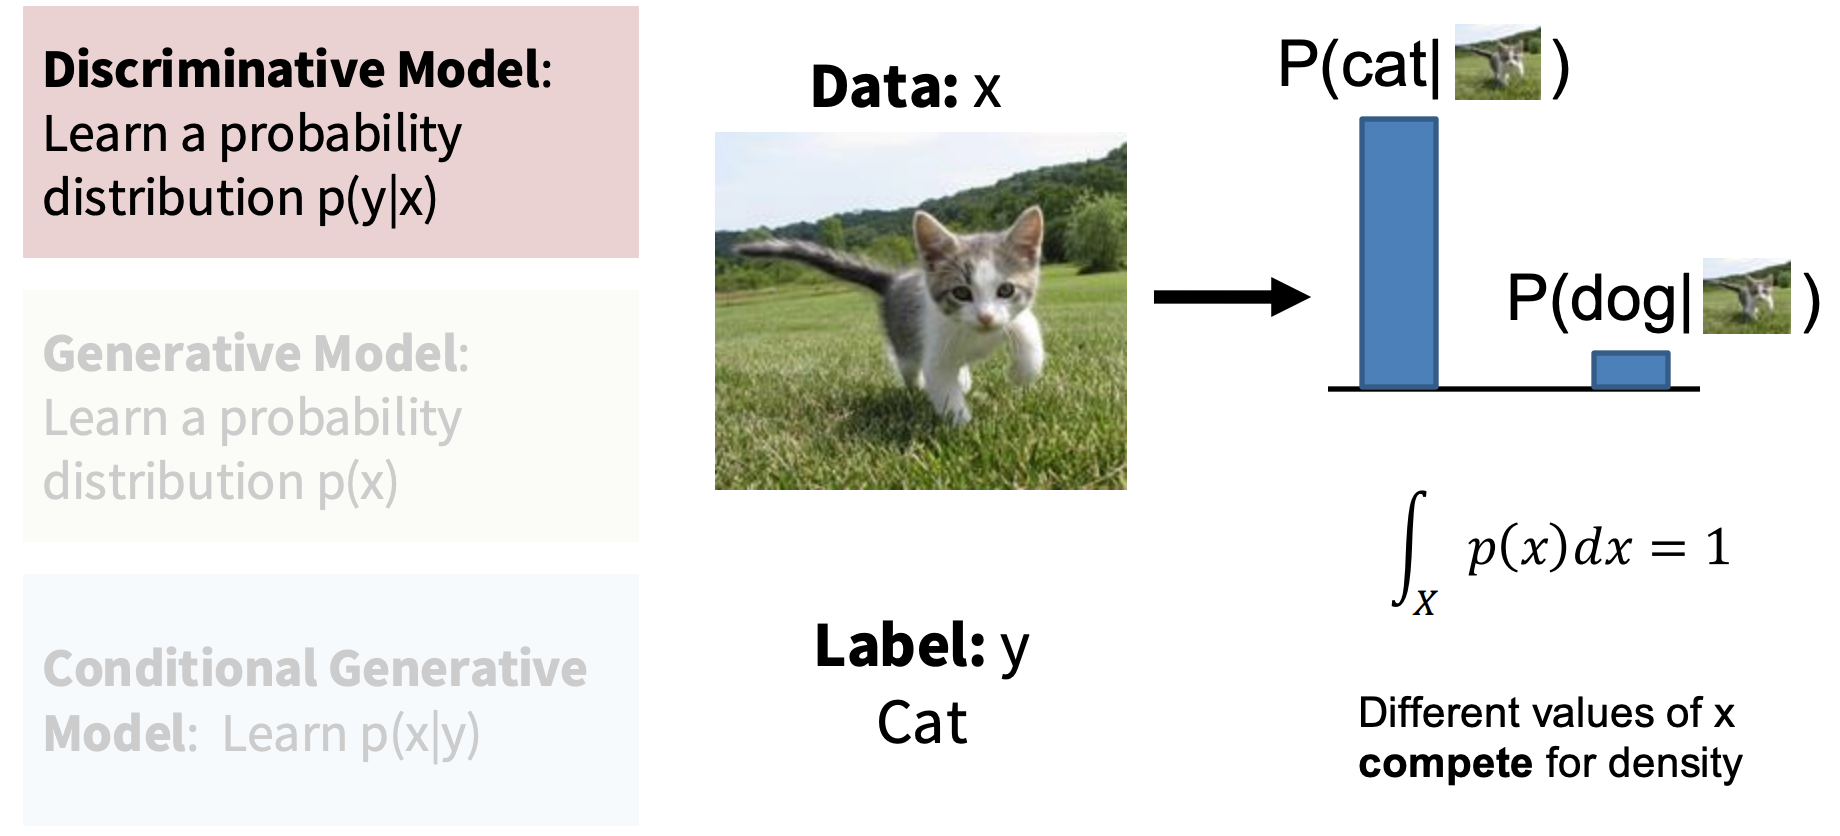 Discriminative Model:
Learn a probability
distribution p(y|x)
Generative Model:
Learn a probability
distribution p(x)
Conditional Generative
Model: Learn p(x|y)
Data: x
Label: y
Cat
P(cat| )
P(dog| )
∫_X p(x)dx = 1
Different values of x
compete for density